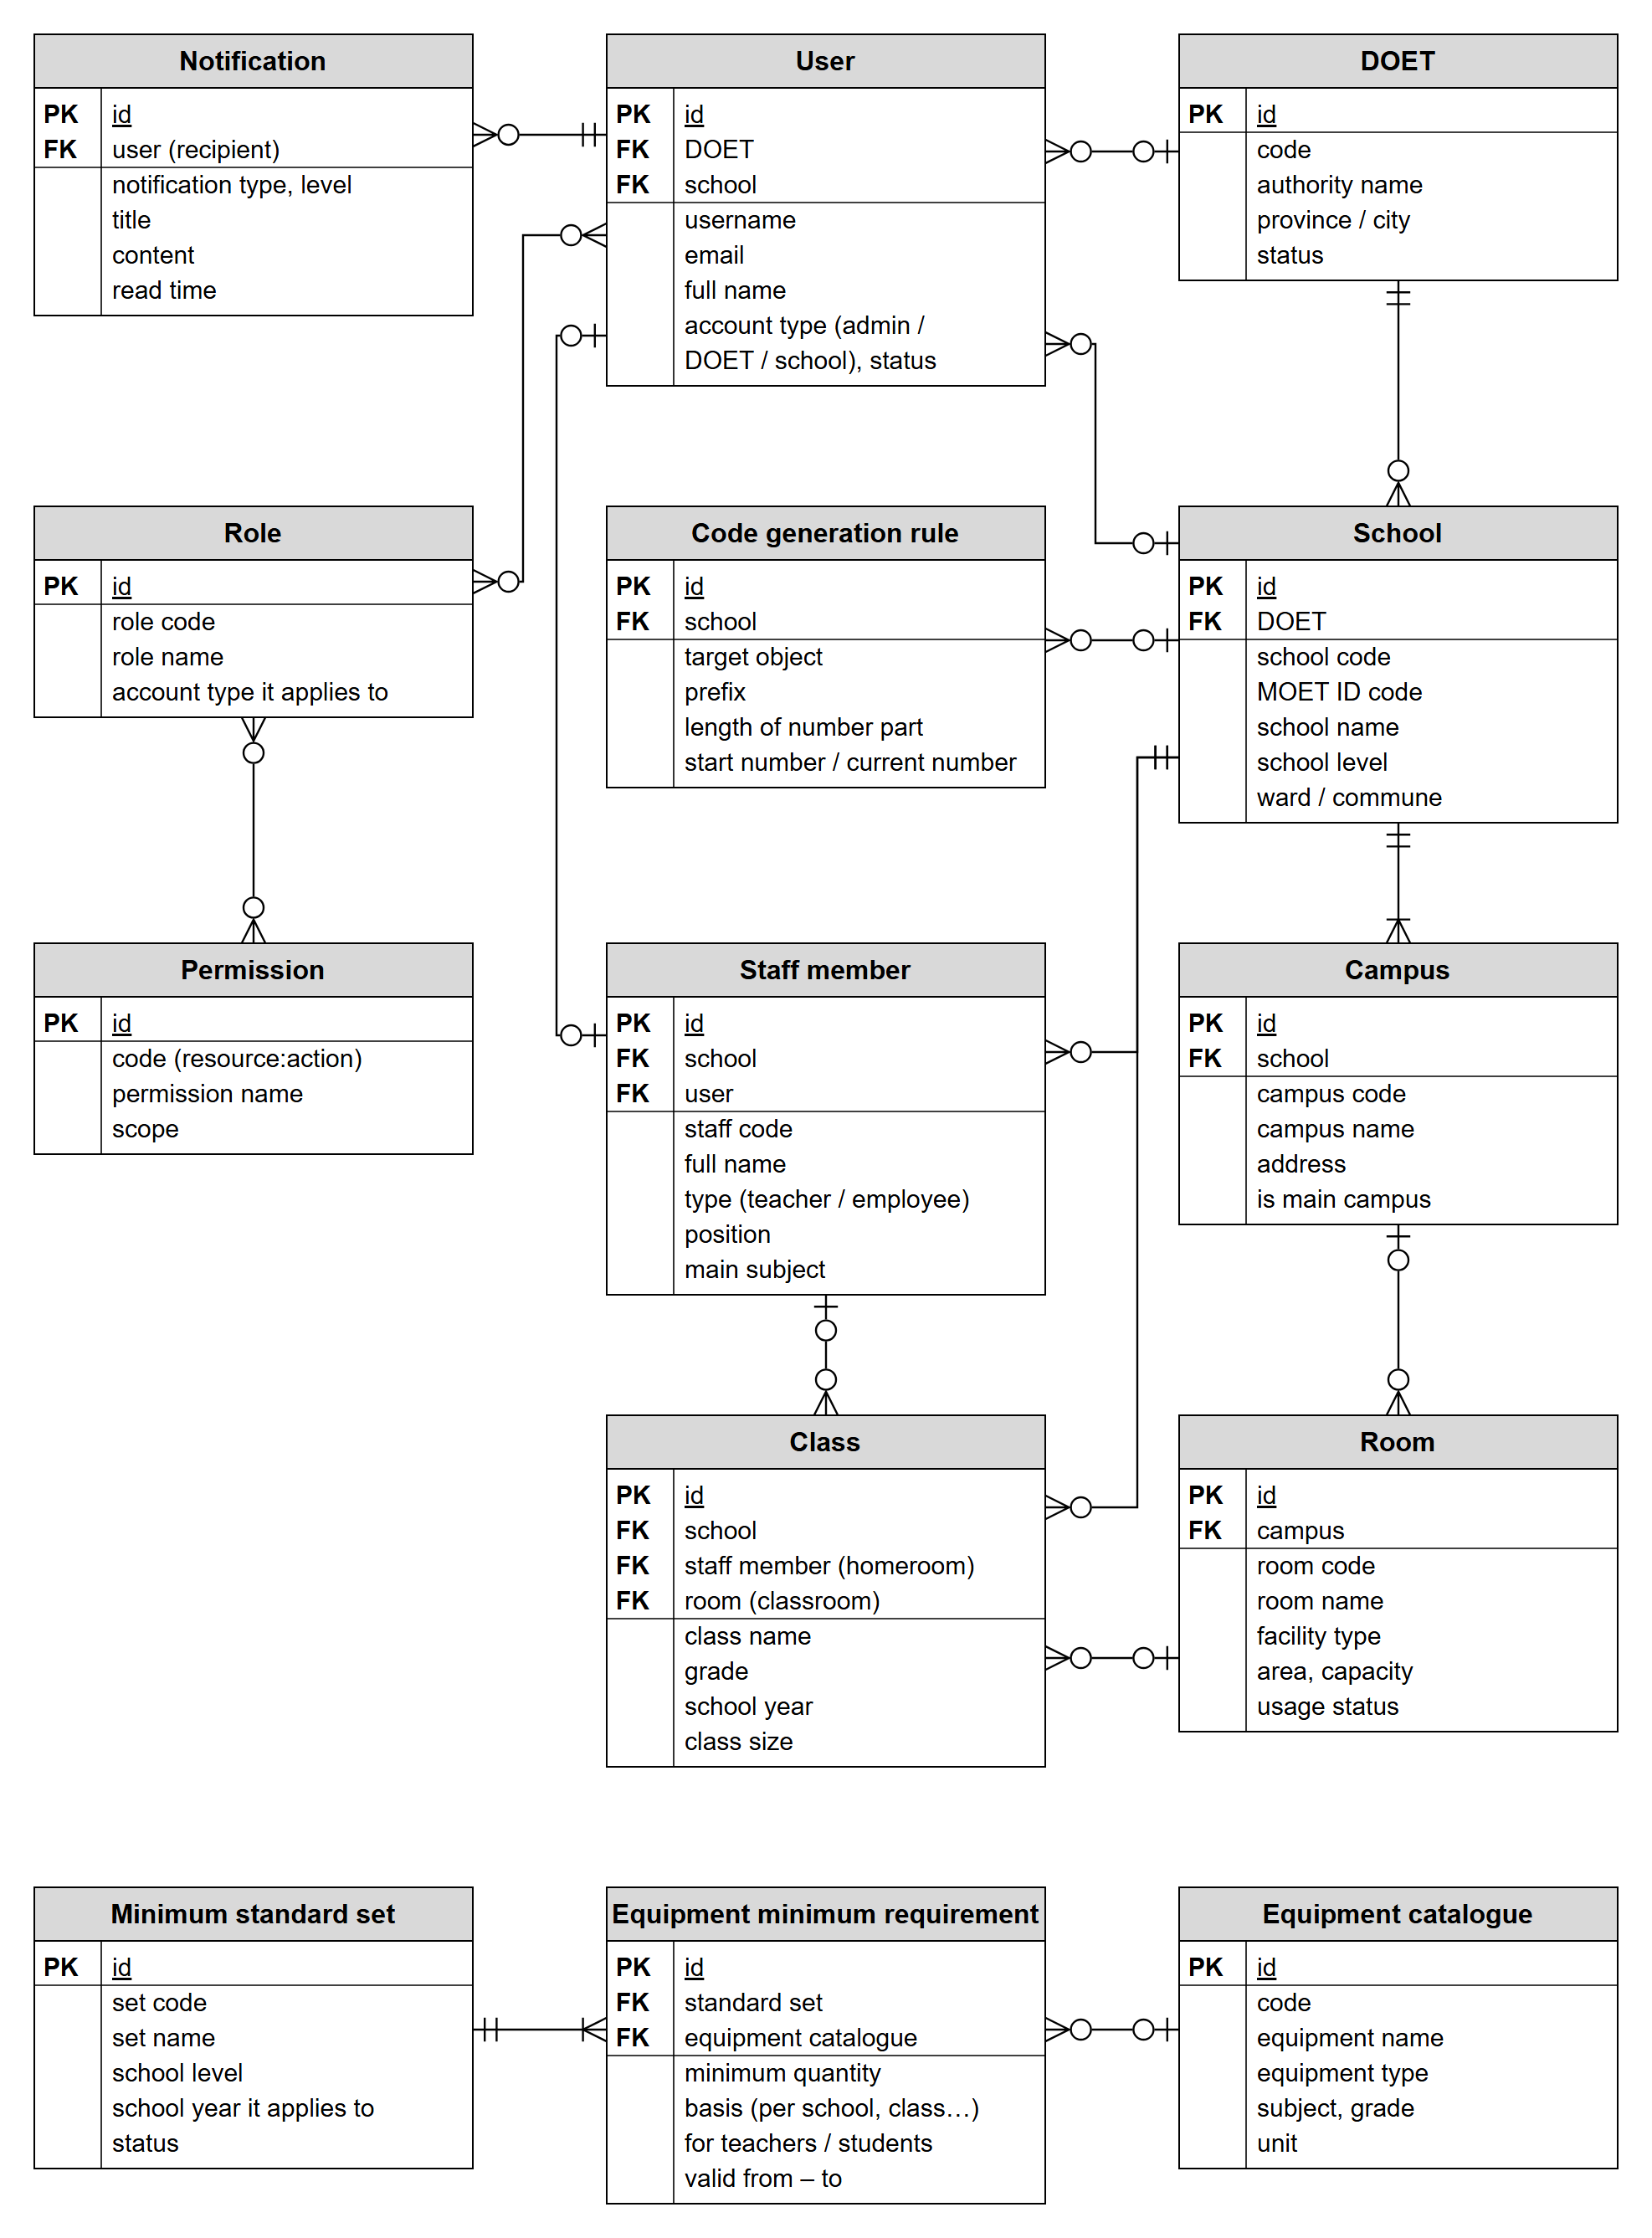 Notification
PK id
FK user (recipient)
notification type, level
title
content
read time
User
PK id
FK DOET
FK school
username
email
full name
account type (admin /
DOET / school), status
DOET
PK id
code
authority name
province / city
status
Role
PK id
role code
role name
account type it applies to
Code generation rule
PK id
FK school
target object
prefix
length of number part
start number / current number
School
PK id
FK DOET
school code
MOET ID code
school name
school level
ward / commune
Permission
PK id
code (resource:action)
permission name
scope
Staff member
PK id
FK school
FK user
staff code
full name
type (teacher / employee)
position
main subject
Campus
PK id
FK school
campus code
campus name
address
is main campus
Class
PK id
FK school
FK staff member (homeroom)
FK room (classroom)
class name
grade
school year
class size
Room
PK id
FK campus
room code
room name
facility type
area, capacity
usage status
Minimum standard set
PK id
set code
set name
school level
school year it applies to
status
Equipment minimum requirement
PK id
FK standard set
FK equipment catalogue
minimum quantity
basis (per school, class…)
for teachers / students
valid from – to
Equipment catalogue
PK id
code
equipment name
equipment type
subject, grade
unit